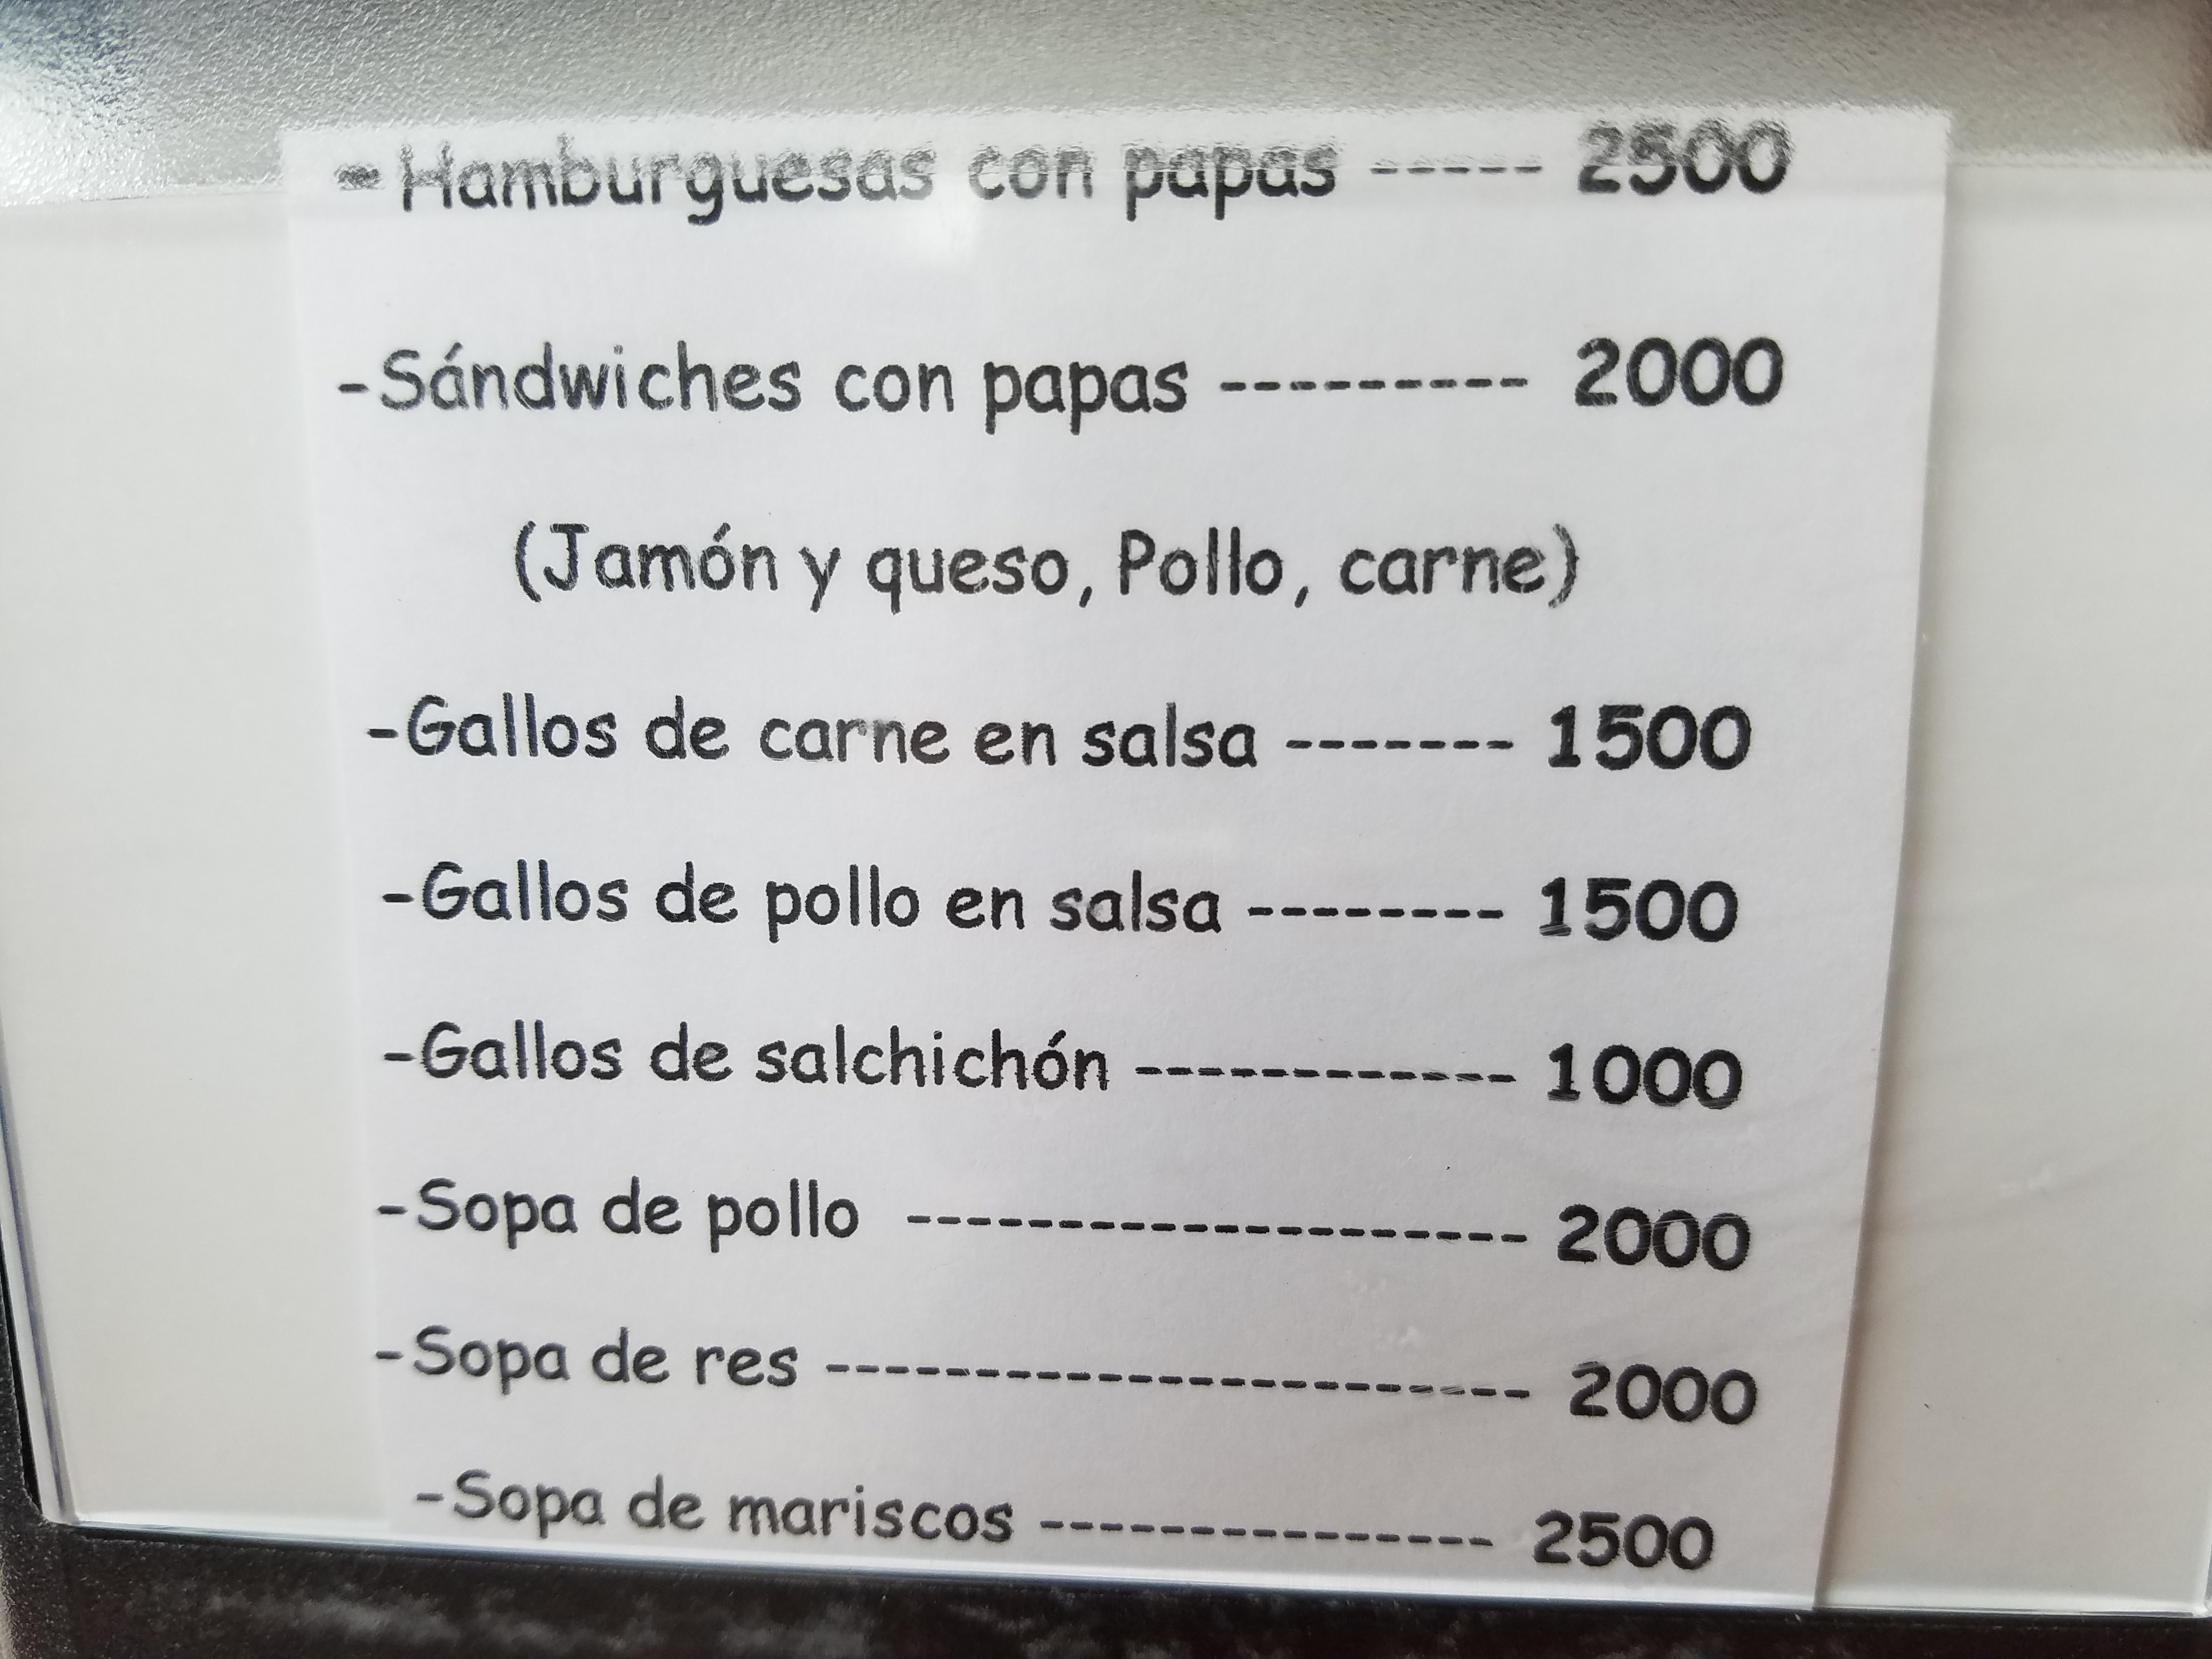 - Hamburguesas con papas ----- 2500
-Sándwiches con papas --------- 2000
(Jamón y queso, Pollo, carne)
-Gallos de carne en salsa ------- 1500
-Gallos de pollo en salsa -------- 1500
-Gallos de salchichón ------------ 1000
-Sopa de pollo -------------------- 2000
-Sopa de res ----------------------- 2000
-Sopa de mariscos --------------- 2500